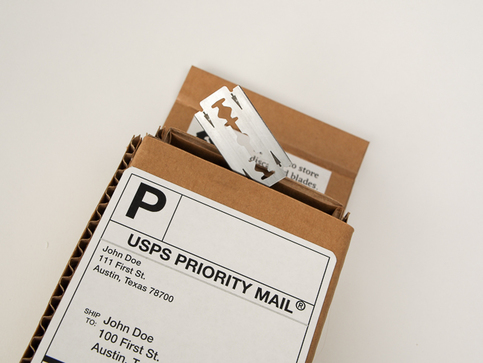 to store
blades.
P
USPS PRIORITY MAIL®
John Doe
111 First St.
Austin, Texas 78700
SHIP
TO:
John Doe
100 First St.
Austin,